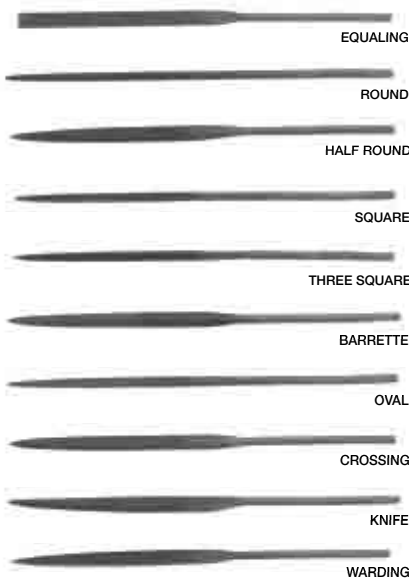 EQUALING
ROUND
HALF ROUND
SQUARE
THREE SQUARE
BARRETTE
OVAL
CROSSING
KNIFE
WARDING